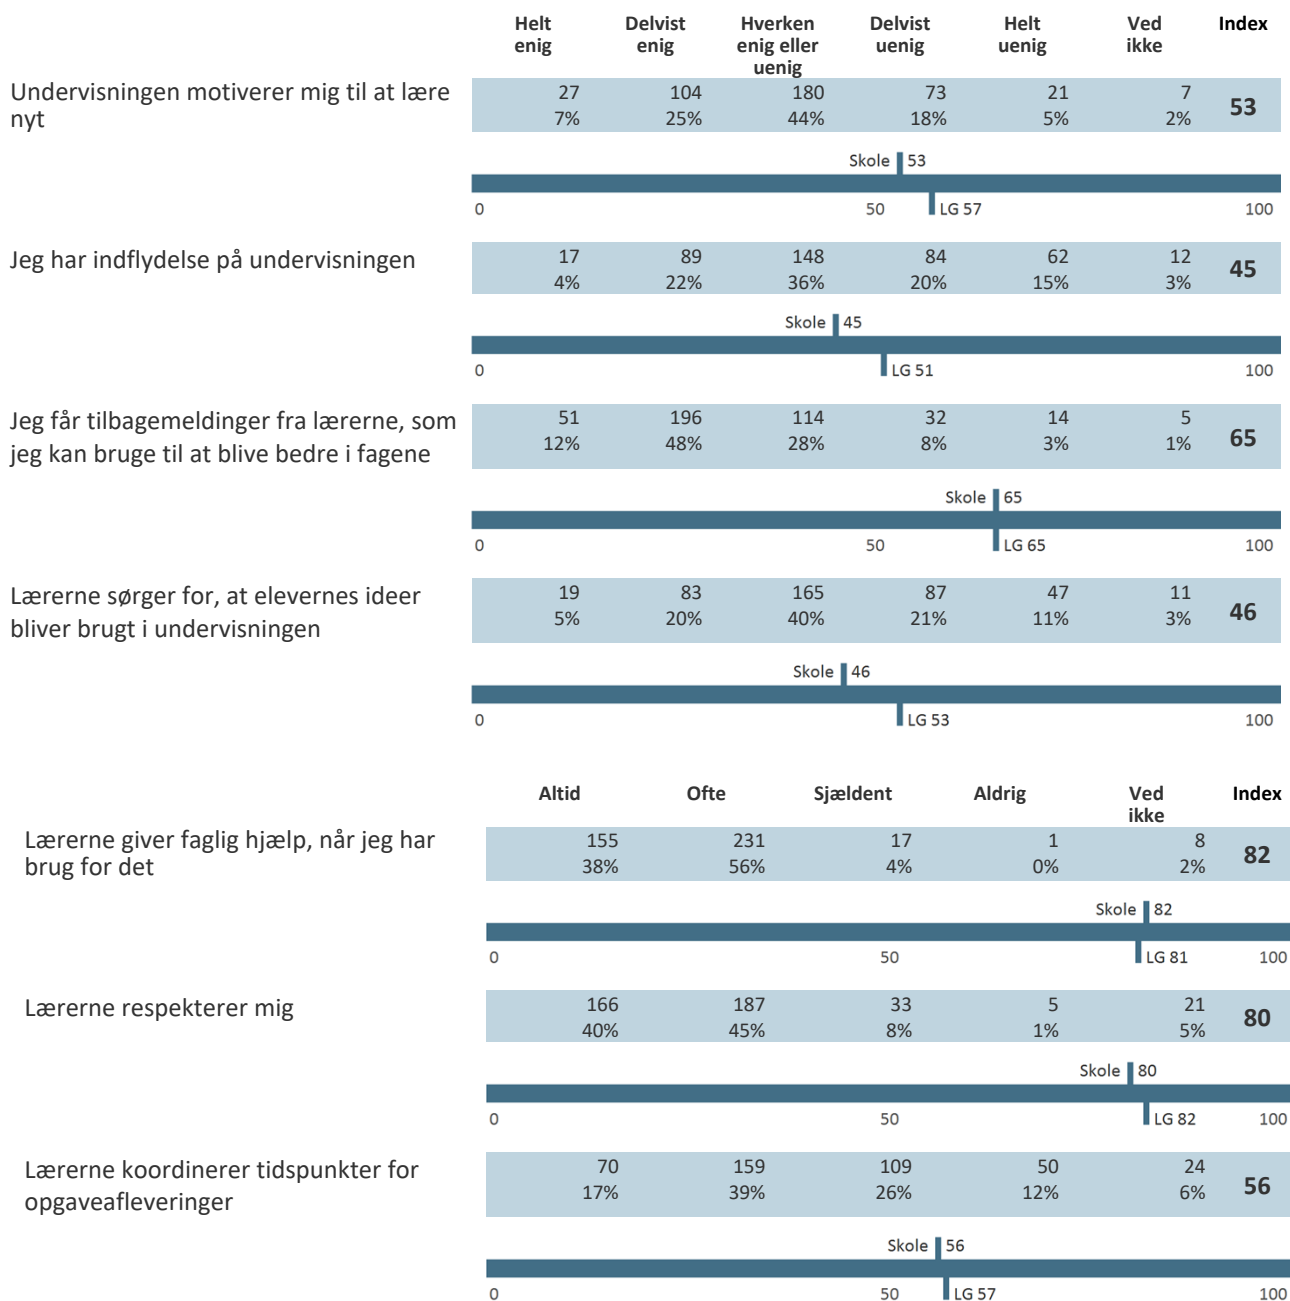 Helt enig Delvist enig Hverken enig eller uenig Delvist uenig Helt uenig Ved ikke Index
Undervisningen motiverer mig til at lære
nyt
27 104 180 73 21 7
7% 25% 44% 18% 5% 2%
53
Skole 53
0 50 LG 57 100
Jeg har indflydelse på undervisningen
17 89 148 84 62 12
4% 22% 36% 20% 15% 3%
45
Skole 45
0 LG 51 100
Jeg får tilbagemeldinger fra lærerne, som
jeg kan bruge til at blive bedre i fagene
51 196 114 32 14 5
12% 48% 28% 8% 3% 1%
65
Skole 65
0 50 LG 65 100
Lærerne sørger for, at elevernes ideer
bliver brugt i undervisningen
19 83 165 87 47 11
5% 20% 40% 21% 11% 3%
46
Skole 46
0 LG 53 100
Altid Ofte Sjældent Aldrig Ved ikke Index
Lærerne giver faglig hjælp, når jeg har
brug for det
155 231 17 1 8
38% 56% 4% 0% 2%
82
Skole 82
0 50 LG 81 100
Lærerne respekterer mig
166 187 33 5 21
40% 45% 8% 1% 5%
80
Skole 80
0 50 LG 82 100
Lærerne koordinerer tidspunkter for
opgaveafleveringer
70 159 109 50 24
17% 39% 26% 12% 6%
56
Skole 56
0 50 LG 57 100